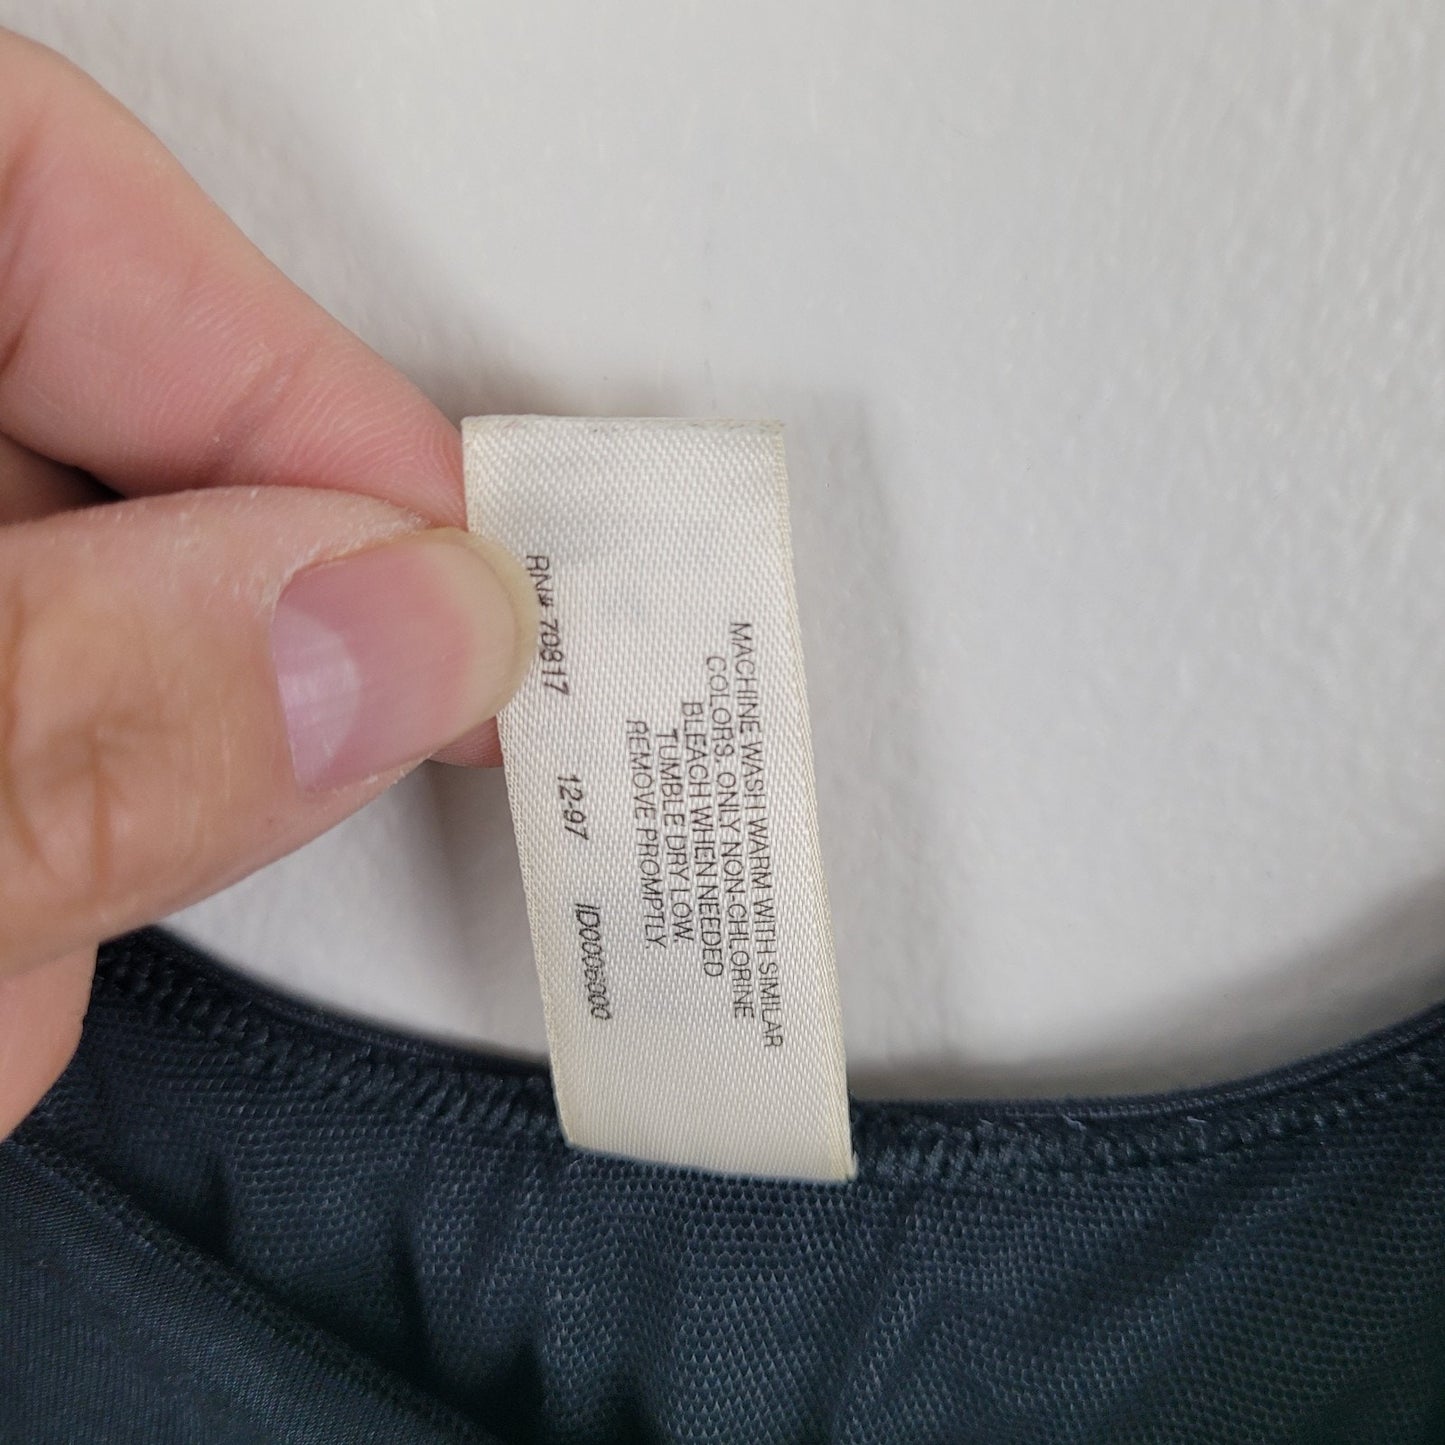 MACHINE WASH WARM WITH SIMILAR
COLORS. ONLY NON-CHLORINE
BLEACH WHEN NEEDED
TUMBLE DRY LOW.
REMOVE PROMPTLY.
RN# 70817 12-97 ID0006000